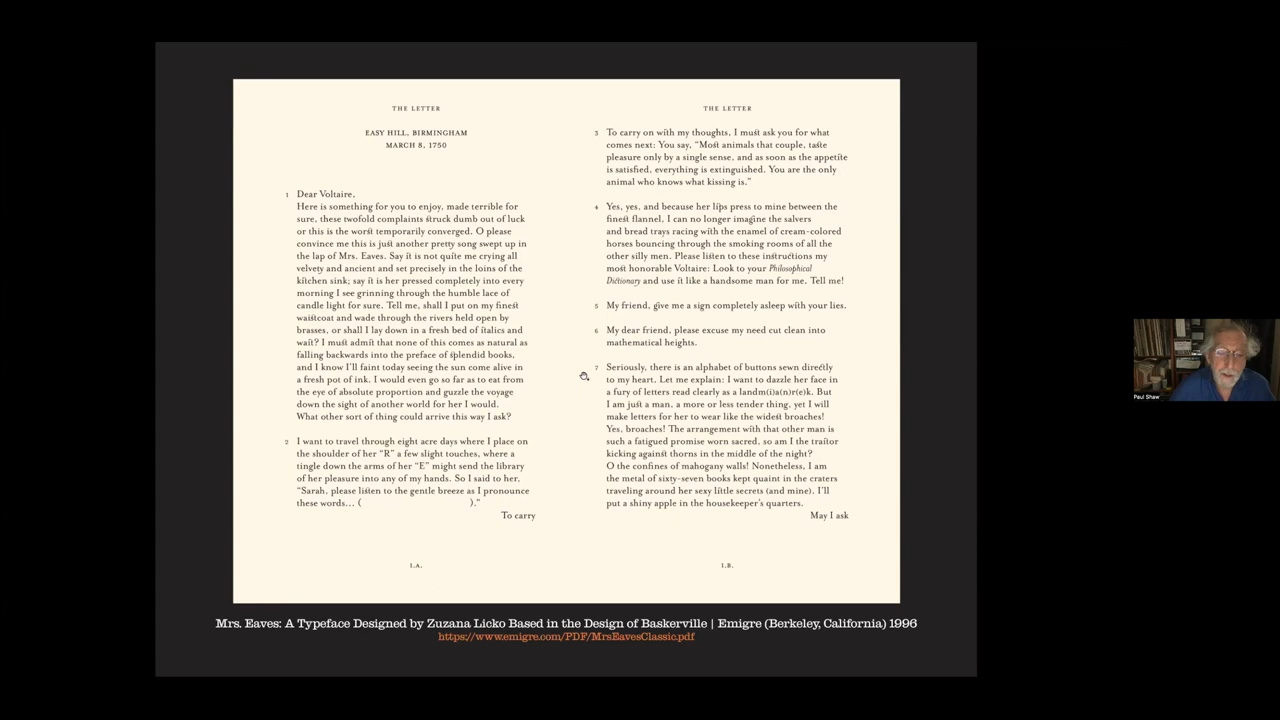 THE LETTER
EASY HILL, BIRMINGHAM
MARCH 8, 1750
1 Dear Voltaire,
Here is something for you to enjoy, made terrible for
sure, these twofold complaints struck dumb out of luck
or this is the worst temporarily converged. O please
convince me this is just another pretty song swept up in
the lap of Mrs. Eaves. Say it is not quite me crying all
velvety and ancient and set precisely in the loins of the
kitchen sink; say it is her pressed completely into every
morning I see grinning through the humble lace of
candle light for sure. Tell me, shall I put on my finest
waistcoat and wade through the rivers held open by
brasses, or shall I lay down in a fresh bed of italics and
wait? I must admit that none of this comes as natural as
falling backwards into the preface of splendid books,
and I know I'll faint today seeing the sun come alive in
a fresh pot of ink. I would even go so far as to eat from
the eye of absolute proportion and guzzle the voyage
down the sight of another world for her I would.
What other sort of thing could arrive this way I ask?
2 I want to travel through eight acre days where I place on
the shoulder of her “R” a few slight touches, where a
tingle down the arms of her “E” might send the library
of her pleasure into any of my hands. So I said to her,
“Sarah, please listen to the gentle breeze as I pronounce
these words... ( ).”
To carry
I.A.
THE LETTER
3 To carry on with my thoughts, I must ask you for what
comes next: You say, “Most animals that couple, taste
pleasure only by a single sense, and as soon as the appetite
is satisfied, everything is extinguished. You are the only
animal who knows what kissing is.”
4 Yes, yes, and because her lips press to mine between the
finest flannel, I can no longer imagine the salvers
and bread trays racing with the enamel of cream-colored
horses bouncing through the smoking rooms of all the
other silly men. Please listen to these instructions my
most honorable Voltaire: Look to your Philosophical
Dictionary and use it like a handsome man for me. Tell me!
5 My friend, give me a sign completely asleep with your lies.
6 My dear friend, please excuse my need cut clean into
mathematical heights.
7 Seriously, there is an alphabet of buttons sewn directly
to my heart. Let me explain: I want to dazzle her face in
a fury of letters read clearly as a landm(i)a(n)r(e)k. But
I am just a man, a more or less tender thing, yet I will
make letters for her to wear like the widest broaches!
Yes, broaches! The arrangement with that other man is
such a fatigued promise worn sacred, so am I the traitor
kicking against thorns in the middle of the night?
O the confines of mahogany walls! Nonetheless, I am
the metal of sixty-seven books kept quaint in the craters
traveling around her sexy little secrets (and mine). I'll
put a shiny apple in the housekeeper's quarters.
May I ask
I.B.
Mrs. Eaves: A Typeface Designed by Zuzana Licko Based in the Design of Baskerville | Emigre (Berkeley, California) 1996
https://www.emigre.com/PDF/MrsEavesClassic.pdf
Paul Shaw